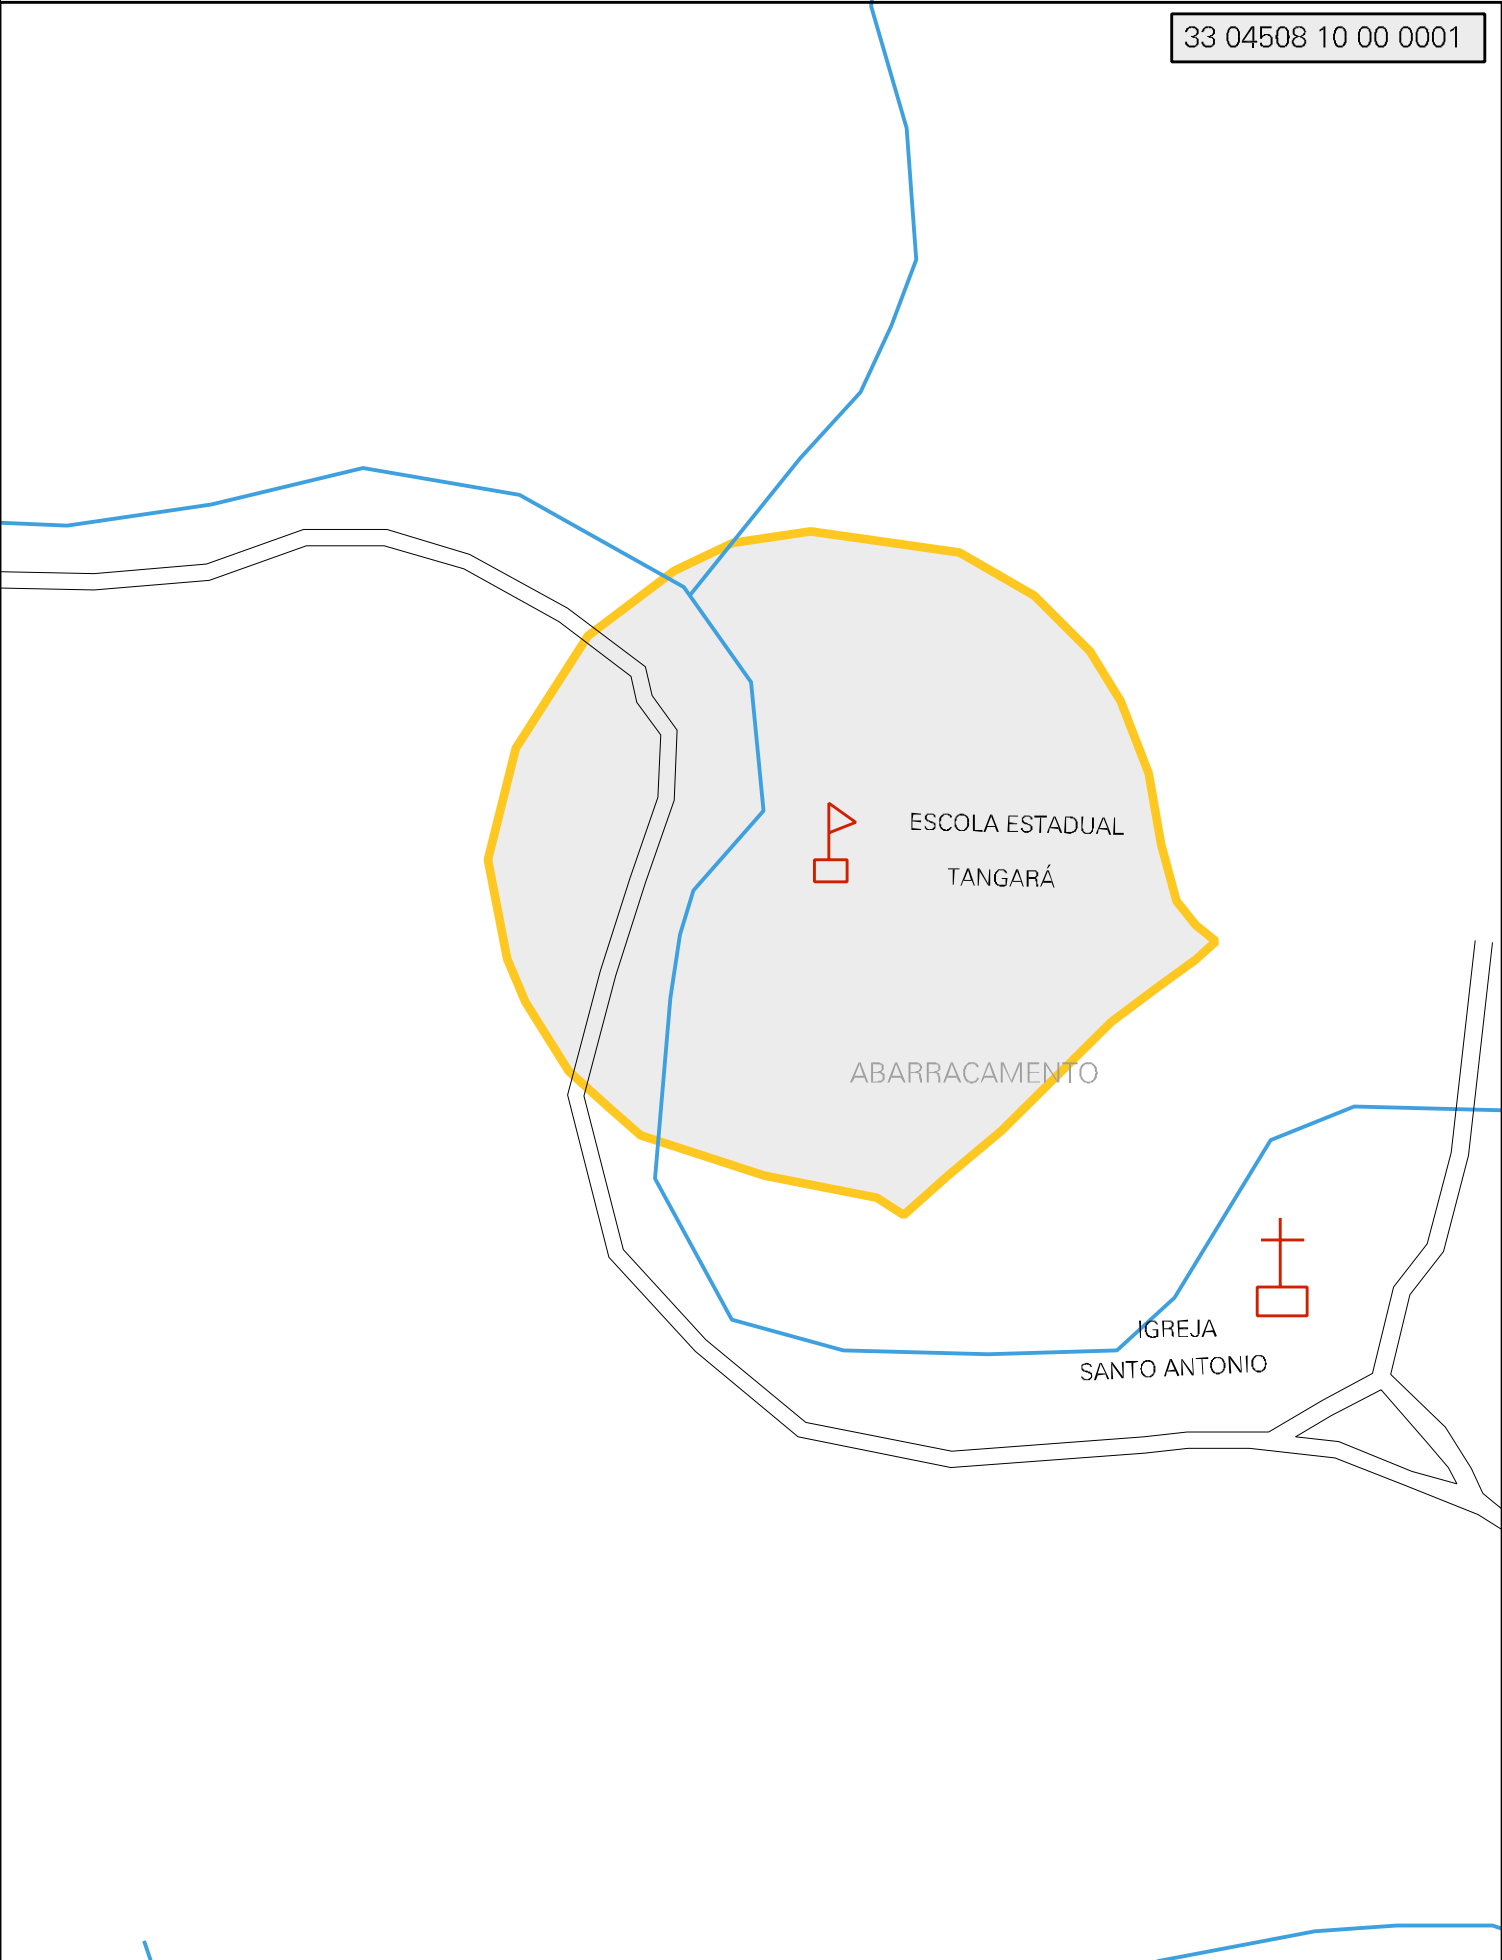 33 04508 10 00 0001
ESCOLA ESTADUAL
TANGARÁ
ABARRACAMENTO
IGREJA
SANTO ANTONIO